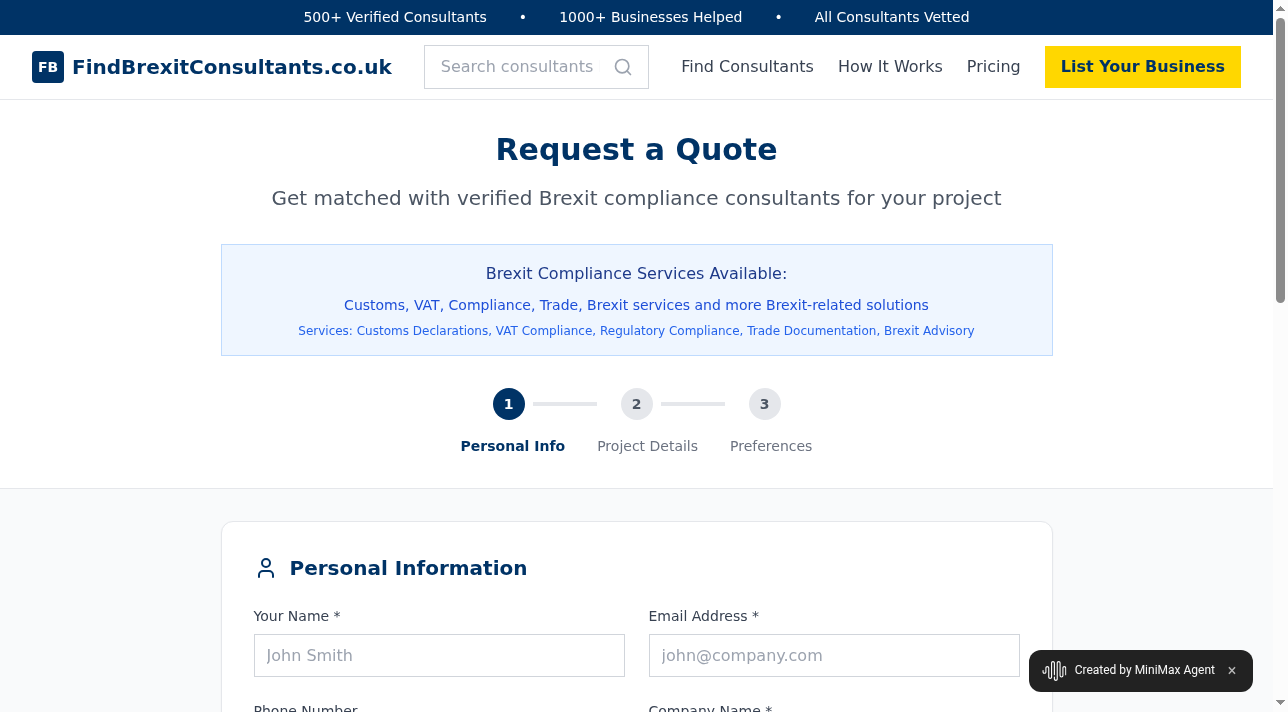 500+ Verified Consultants • 1000+ Businesses Helped • All Consultants Vetted
FB FindBrexitConsultants.co.uk Search consultants Find Consultants How It Works Pricing List Your Business
Request a Quote
Get matched with verified Brexit compliance consultants for your project
Brexit Compliance Services Available:
Customs, VAT, Compliance, Trade, Brexit services and more Brexit-related solutions
Services: Customs Declarations, VAT Compliance, Regulatory Compliance, Trade Documentation, Brexit Advisory
1 2 3
Personal Info Project Details Preferences
Personal Information
Your Name * Email Address *
John Smith john@company.com
Created by MiniMax Agent ×
Phone Number Company Name *